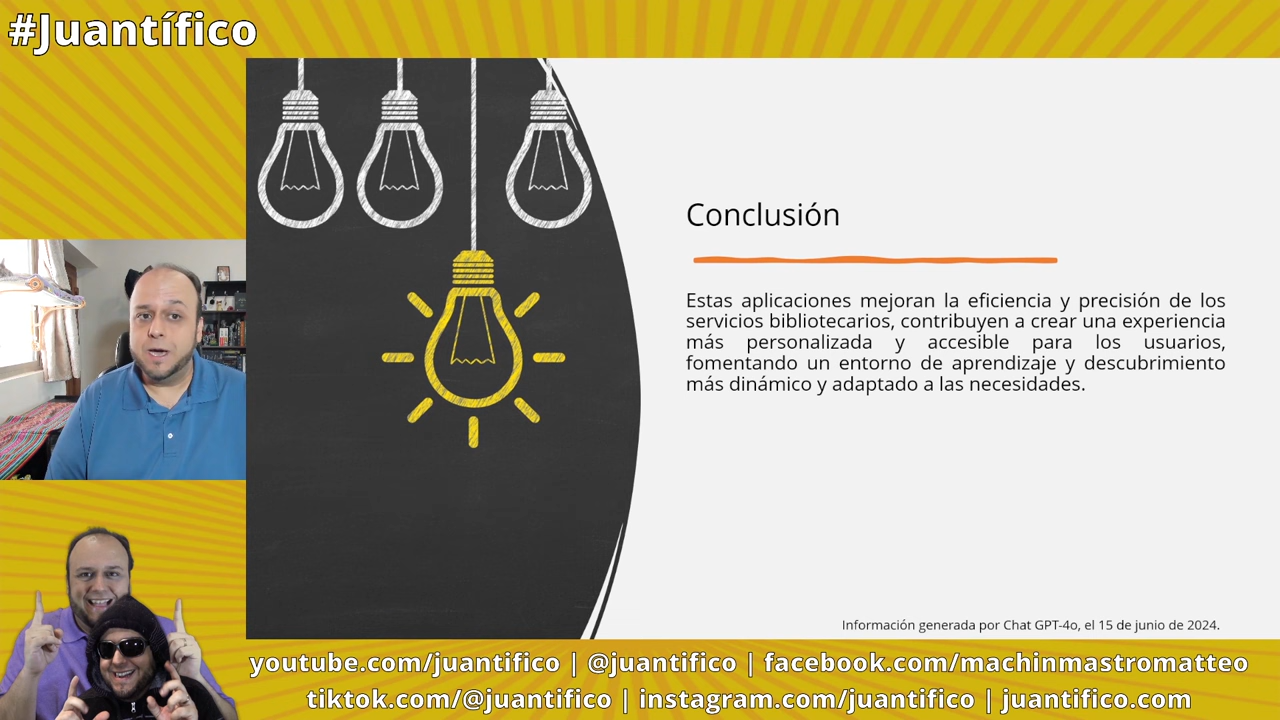 #Juantífico
Conclusión
Estas aplicaciones mejoran la eficiencia y precisión de los
servicios bibliotecarios, contribuyen a crear una experiencia
más personalizada y accesible para los usuarios,
fomentando un entorno de aprendizaje y descubrimiento
más dinámico y adaptado a las necesidades.
Información generada por Chat GPT-4o, el 15 de junio de 2024.
youtube.com/juantifico | @juantifico | facebook.com/machinmastromatteo
tiktok.com/@juantifico | instagram.com/juantifico | juantifico.com